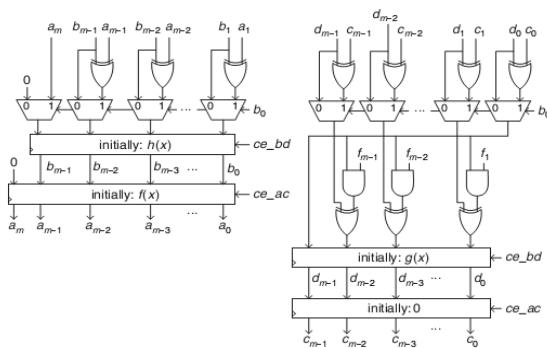 a_m b_{m-1} a_{m-1} b_{m-2} a_{m-2} b_1 a_1
0
0 1 0 1 0 1 ... 0 1 b_0
initially: h(x) ce_bd
0 b_{m-1} b_{m-2} b_{m-3} ... b_0
initially: f(x) ce_ac
a_m a_{m-1} a_{m-2} a_{m-3} ... a_0
d_{m-2}
d_{m-1} c_{m-1} c_{m-2} d_1 c_1 d_0 c_0
0 1 0 1 ... 0 1 0 1 b_0
f_{m-1} f_{m-2} f_1
initially: g(x) ce_bd
d_{m-1} d_{m-2} d_{m-3} ... d_0
initially: 0 ce_ac
c_{m-1} c_{m-2} c_{m-3} ... c_0